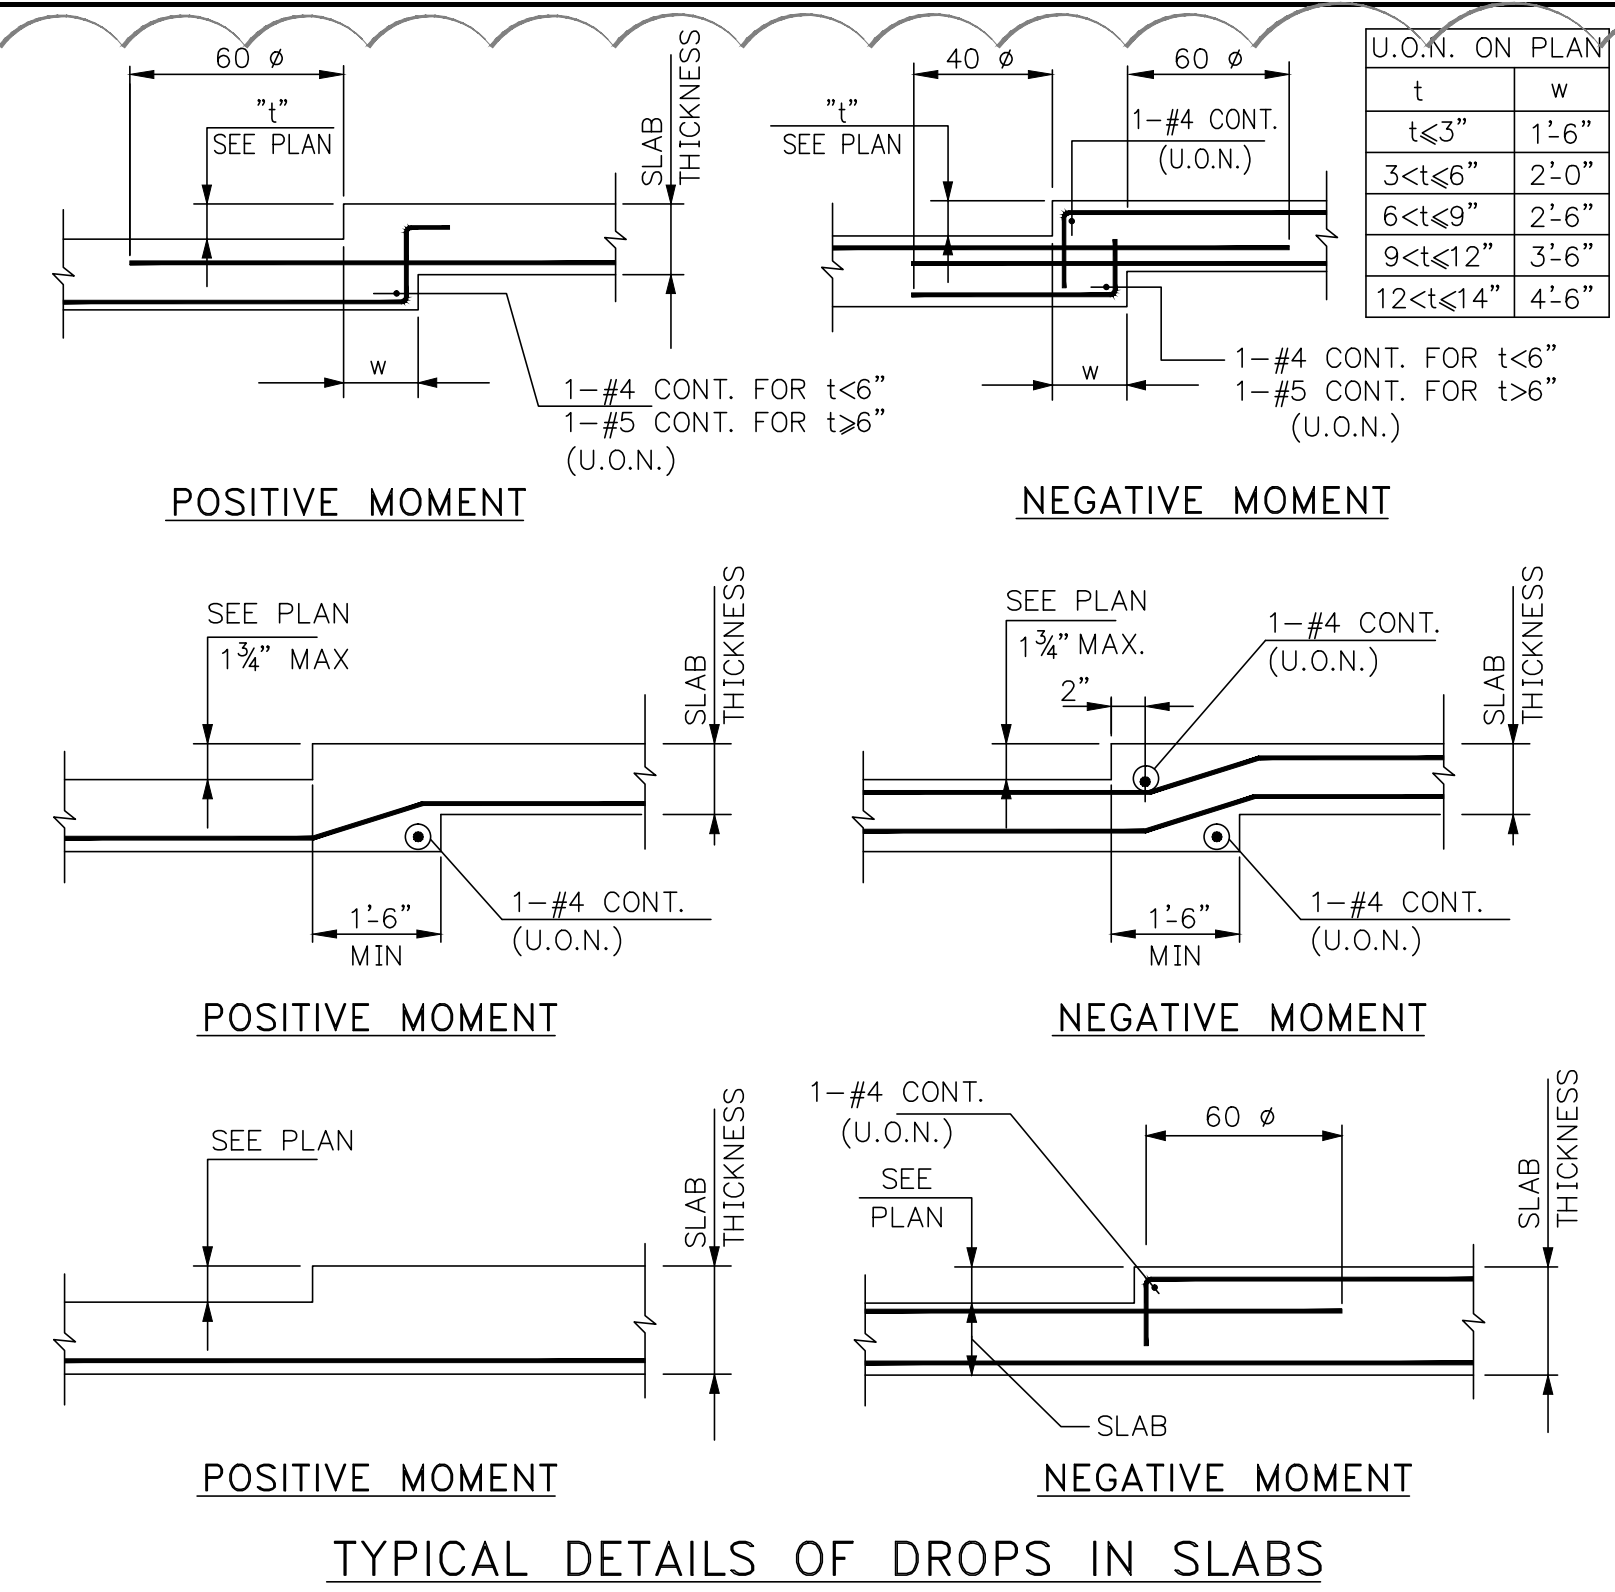 60 ø
"t"
SEE PLAN
SLAB
THICKNESS
1-#4 CONT. FOR t<6"
1-#5 CONT. FOR t⩾6"
(U.O.N.)
w
POSITIVE MOMENT
40 ø
60 ø
"t"
SEE PLAN
1-#4 CONT.
(U.O.N.)
w
1-#4 CONT. FOR t<6"
1-#5 CONT. FOR t>6"
(U.O.N.)
NEGATIVE MOMENT
U.O.N. ON PLAN
t w
t⩽3" 1'-6"
3<t⩽6" 2'-0"
6<t⩽9" 2'-6"
9<t⩽12" 3'-6"
12<t⩽14" 4'-6"
SEE PLAN
1¾" MAX
SLAB
THICKNESS
1'-6"
MIN
1-#4 CONT.
(U.O.N.)
POSITIVE MOMENT
SEE PLAN
1¾" MAX.
2"
1-#4 CONT.
(U.O.N.)
SLAB
THICKNESS
1'-6"
MIN
1-#4 CONT.
(U.O.N.)
NEGATIVE MOMENT
SEE PLAN
SLAB
THICKNESS
POSITIVE MOMENT
1-#4 CONT.
(U.O.N.)
60 ø
SEE
PLAN
SLAB
THICKNESS
SLAB
NEGATIVE MOMENT
TYPICAL DETAILS OF DROPS IN SLABS